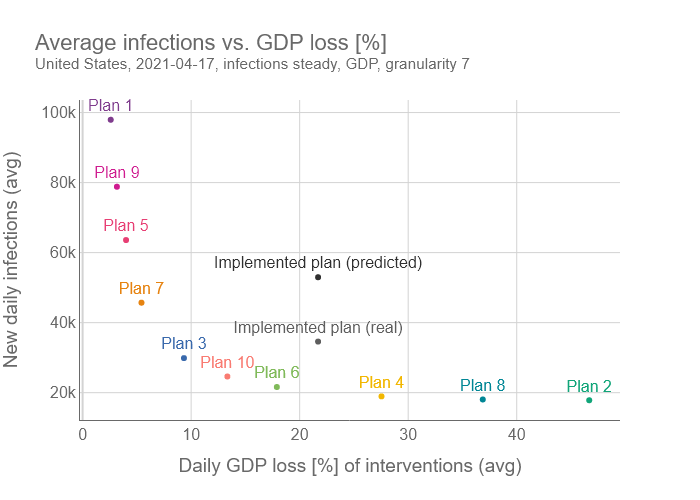 Average infections vs. GDP loss [%]
United States, 2021-04-17, infections steady, GDP, granularity 7
New daily infections (avg)
100k
80k
60k
40k
20k
Plan 1
Plan 9
Plan 5
Implemented plan (predicted)
Plan 7
Implemented plan (real)
Plan 3
Plan 10
Plan 6
Plan 4
Plan 8
Plan 2
0
10
20
30
40
Daily GDP loss [%] of interventions (avg)